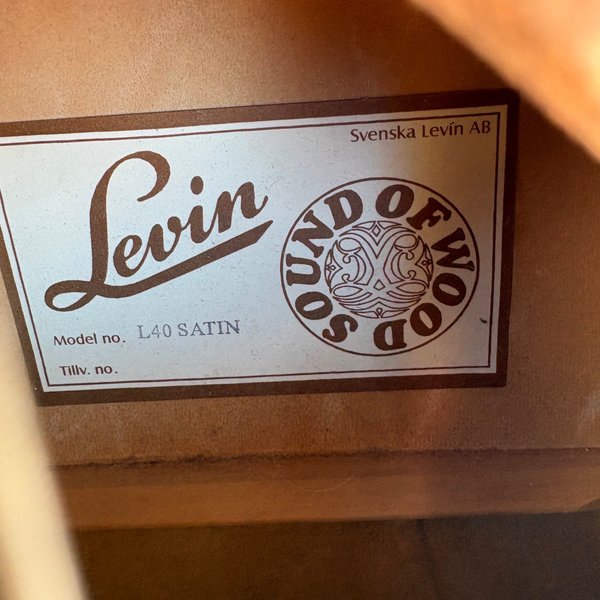 Svenska Levin AB
Levin
SOUND OF WOOD
Model no. L40 SATIN
Tillv. no.